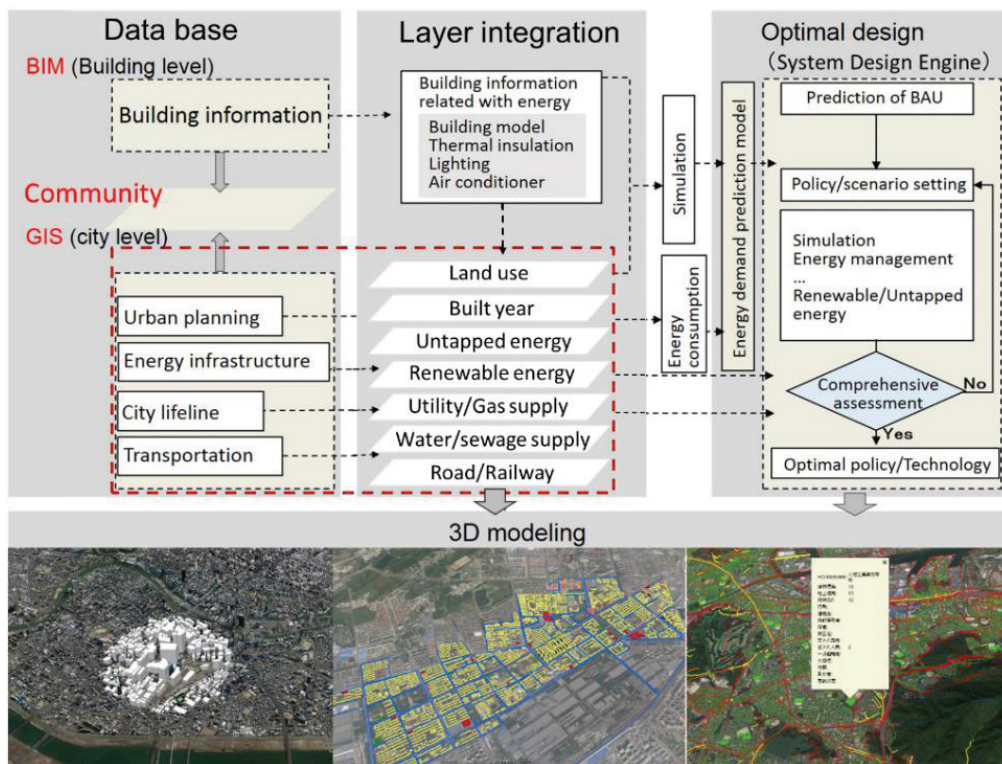 Data base
BIM (Building level)
Building information
Community
GIS (city level)
Urban planning
Energy infrastructure
City lifeline
Transportation
Layer integration
Building information
related with energy
Building model
Thermal insulation
Lighting
Air conditioner
Land use
Built year
Untapped energy
Renewable energy
Utility/Gas supply
Water/sewage supply
Road/Railway
Simulation
Energy
consumption
Energy demand prediction model
Optimal design
(System Design Engine)
Prediction of BAU
Policy/scenario setting
Simulation
Energy management
...
Renewable/Untapped
energy
Comprehensive
assessment
No
Yes
Optimal policy/Technology
3D modeling